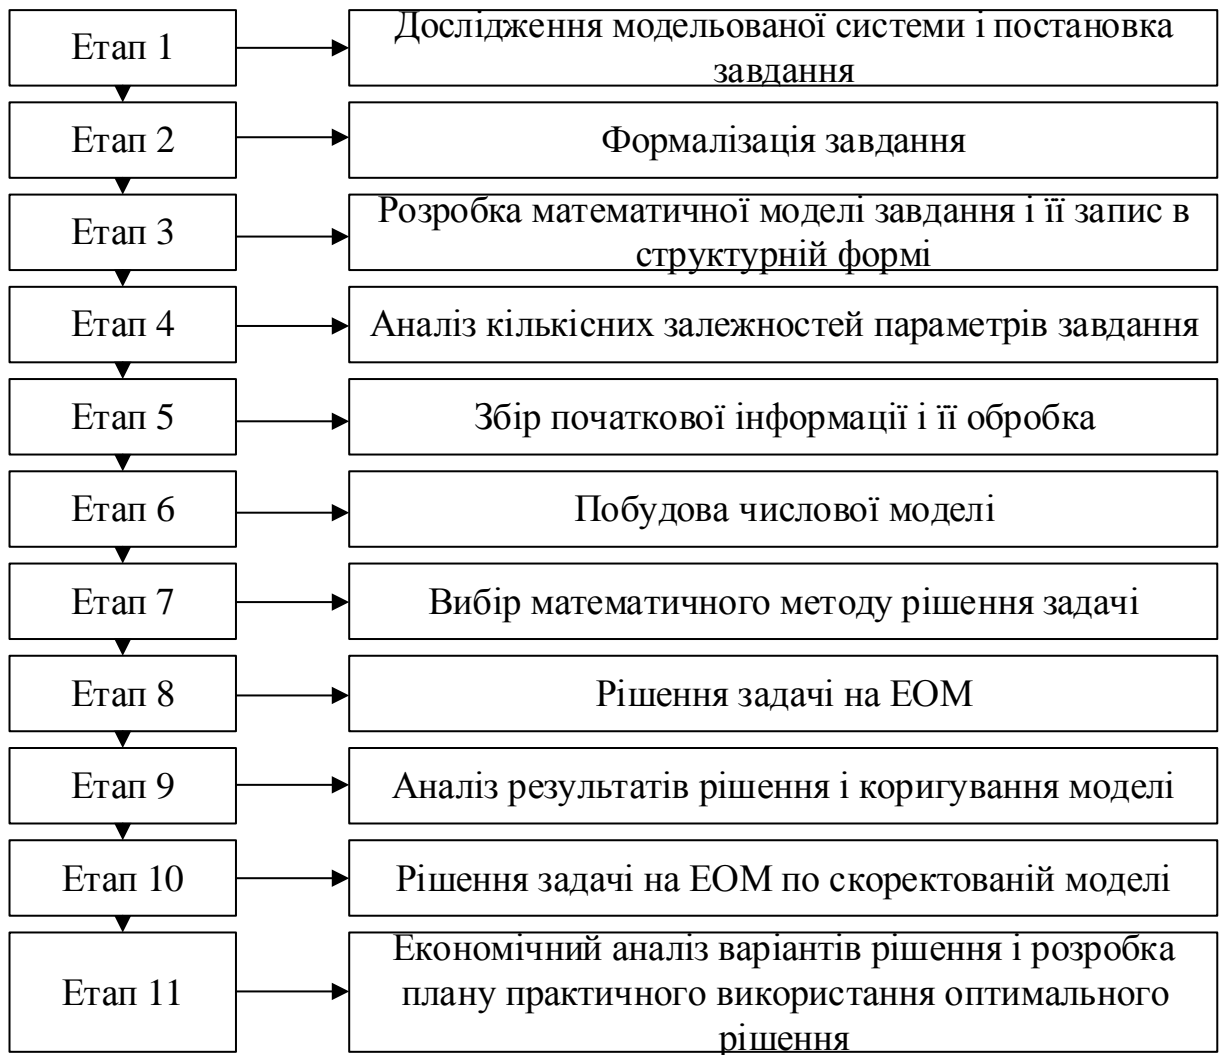 Етап 1
Дослідження модельованої системи і постановка
завдання
Етап 2
Формалізація завдання
Етап 3
Розробка математичної моделі завдання і її запис в
структурній формі
Етап 4
Аналіз кількісних залежностей параметрів завдання
Етап 5
Збір початкової інформації і її обробка
Етап 6
Побудова числової моделі
Етап 7
Вибір математичного методу рішення задачі
Етап 8
Рішення задачі на ЕОМ
Етап 9
Аналіз результатів рішення і коригування моделі
Етап 10
Рішення задачі на ЕОМ по скоректованій моделі
Етап 11
Економічний аналіз варіантів рішення і розробка
плану практичного використання оптимального
рішення